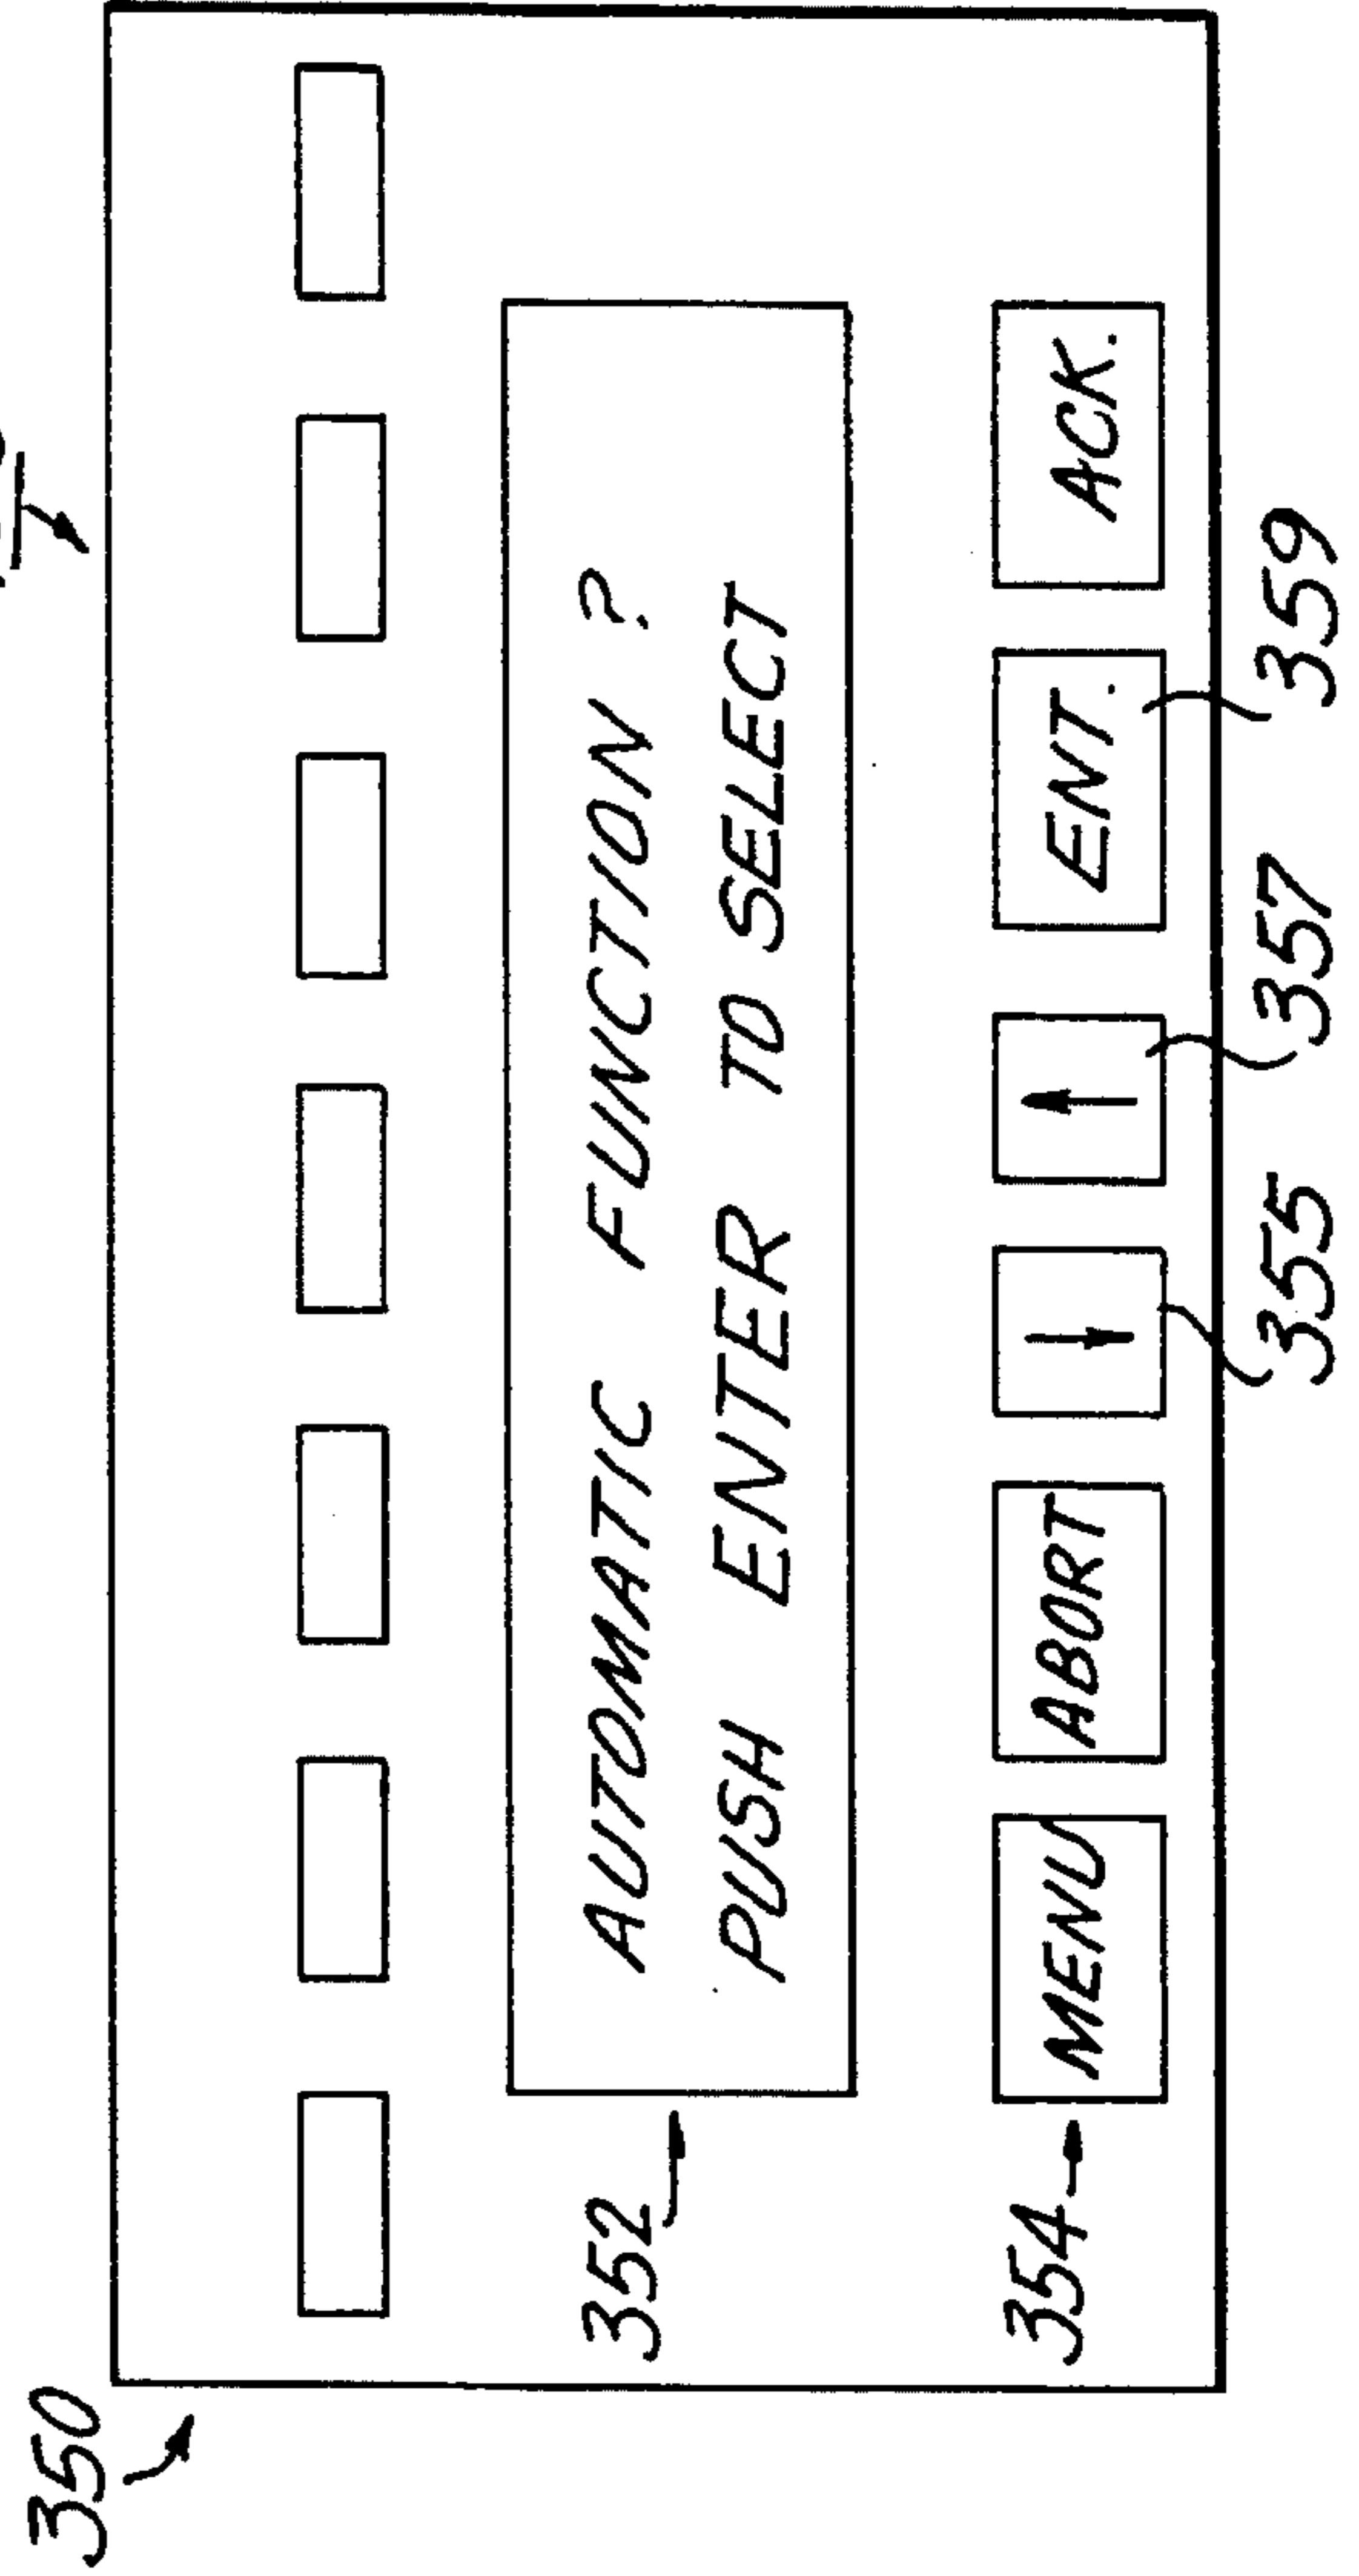 350
352
AUTOMATIC FUNCTION ?
PUSH ENTER TO SELECT
354
MENU ABORT ↓ ↑ ENT. ACK.
355 357 359